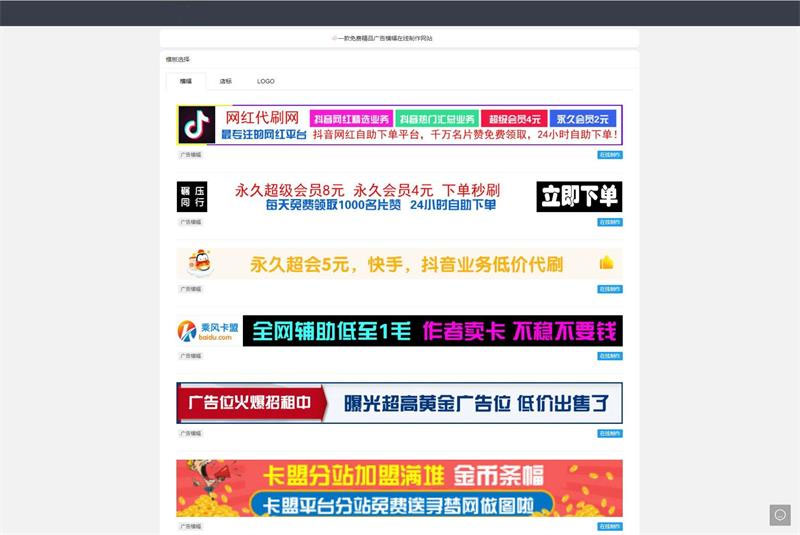 一款免费精品广告横幅在线制作网站
模板选择
横幅
店标
LOGO
网红代刷网
抖音网红精选业务
抖音热门汇总业务
超级会员4元
永久会员2元
最专注的网红平台
抖音网红自助下单平台，千万名片赞免费领取，24小时自助下单！
广告横幅
在线制作
碾压
同行
永久超级会员8元 永久会员4元 下单秒刷
每天免费领取1000名片赞 24小时自助下单
立即下单
广告横幅
在线制作
永久超会5元，快手，抖音业务低价代刷
广告横幅
在线制作
乘风卡盟
baidu.com
全网辅助低至1毛 作者卖卡 不稳不要钱
广告横幅
在线制作
广告位火爆招租中
曝光超高黄金广告位 低价出售了
广告横幅
在线制作
卡盟分站加盟满堆 金币条幅
卡盟平台分站免费送寻梦网做图啦
广告横幅
在线制作